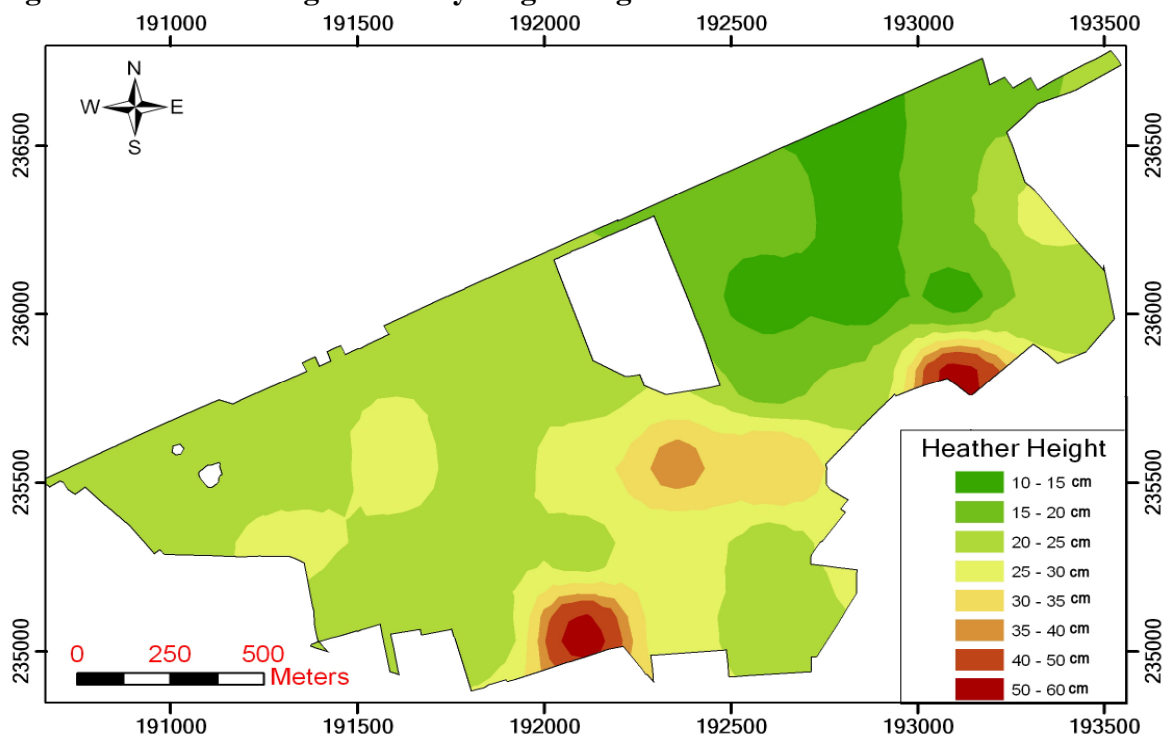 191000 191500 192000 192500 193000 193500
N
W E
S
236500 236500
236000 236000
235500 235500
235000 235000
Heather Height
10 - 15 cm
15 - 20 cm
20 - 25 cm
25 - 30 cm
30 - 35 cm
35 - 40 cm
40 - 50 cm
50 - 60 cm
0 250 500
Meters
191000 191500 192000 192500 193000 193500